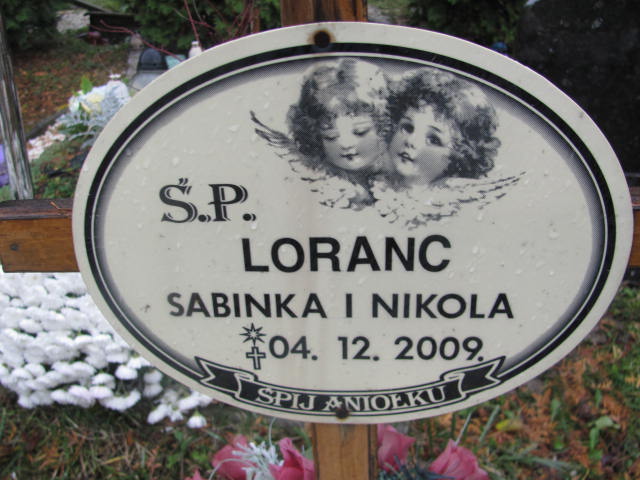 Ś.P.
LORANC
SABINKA I NIKOLA
04. 12. 2009.
ŚPIJ ANIOŁKU